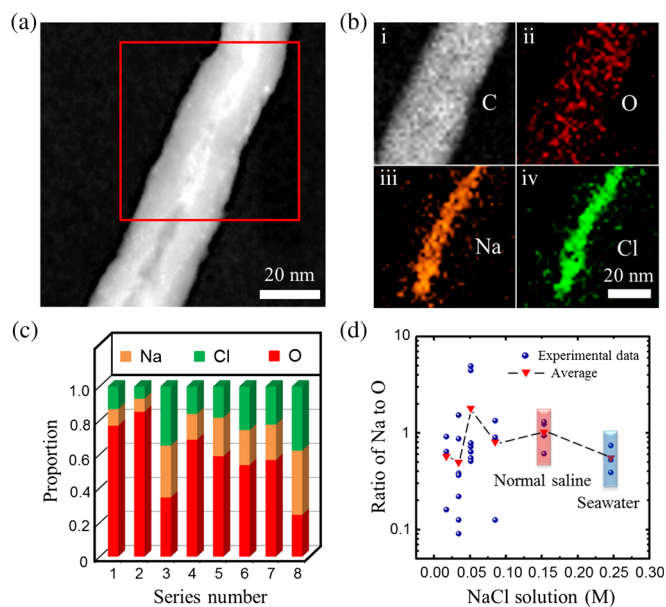 (a)
20 nm
(b)
i
C
ii
O
iii
Na
iv
Cl
20 nm
(c)
Na Cl O
Proportion
1.0
0.8
0.6
0.4
0.2
0
1 2 3 4 5 6 7 8
Series number
(d)
Ratio of Na to O
10
1
0.1
Experimental data
Average
Normal saline
Seawater
0.00 0.05 0.10 0.15 0.20 0.25 0.30
NaCl solution (M)